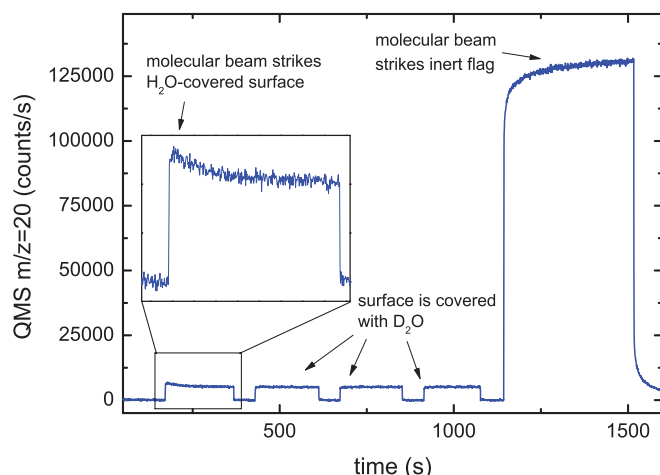 molecular beam strikes
H₂O-covered surface
molecular beam
strikes inert flag
surface is covered
with D₂O
QMS m/z=20 (counts/s)
125000
100000
75000
50000
25000
0
500
1000
1500
time (s)